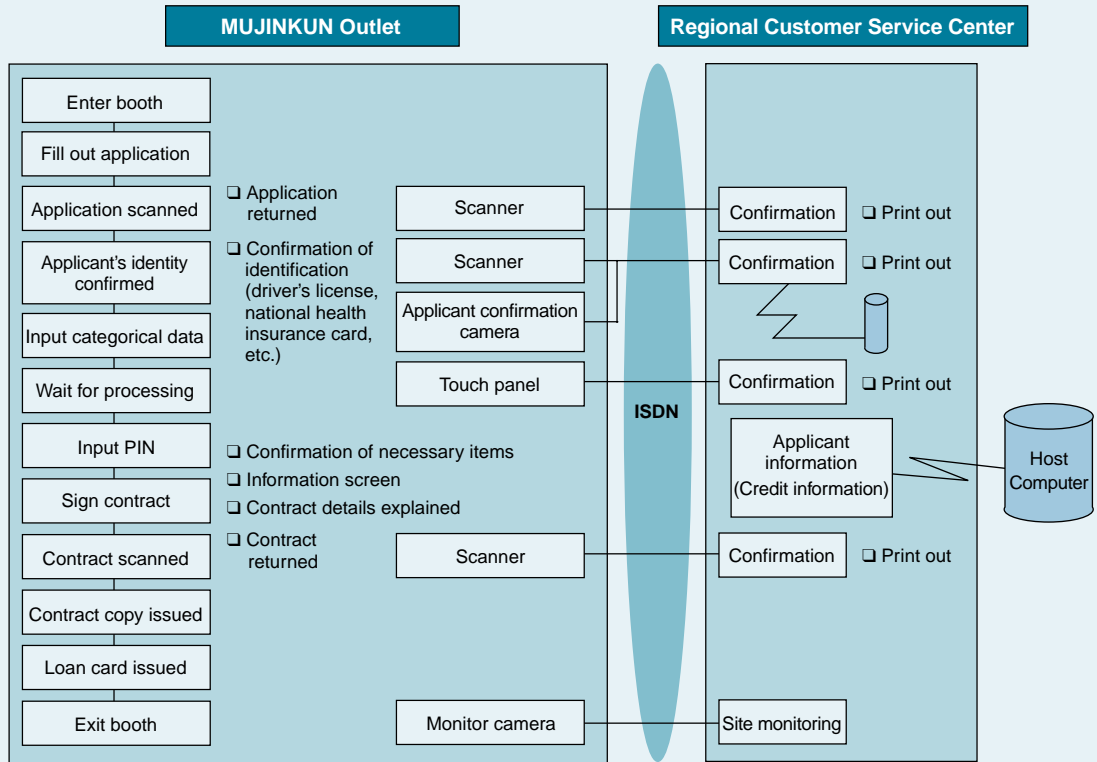 MUJINKUN Outlet
Regional Customer Service Center
Enter booth
Fill out application
Application scanned
Applicant's identity
confirmed
Input categorical data
Wait for processing
Input PIN
Sign contract
Contract scanned
Contract copy issued
Loan card issued
Exit booth
❏ Application
returned
❏ Confirmation of
identification
(driver's license,
national health
insurance card,
etc.)
❏ Confirmation of necessary items
❏ Information screen
❏ Contract details explained
❏ Contract
returned
Scanner
Scanner
Applicant confirmation
camera
Touch panel
Scanner
Monitor camera
ISDN
Confirmation
❏ Print out
Confirmation
❏ Print out
Confirmation
❏ Print out
Applicant
information
(Credit information)
Confirmation
❏ Print out
Site monitoring
Host
Computer